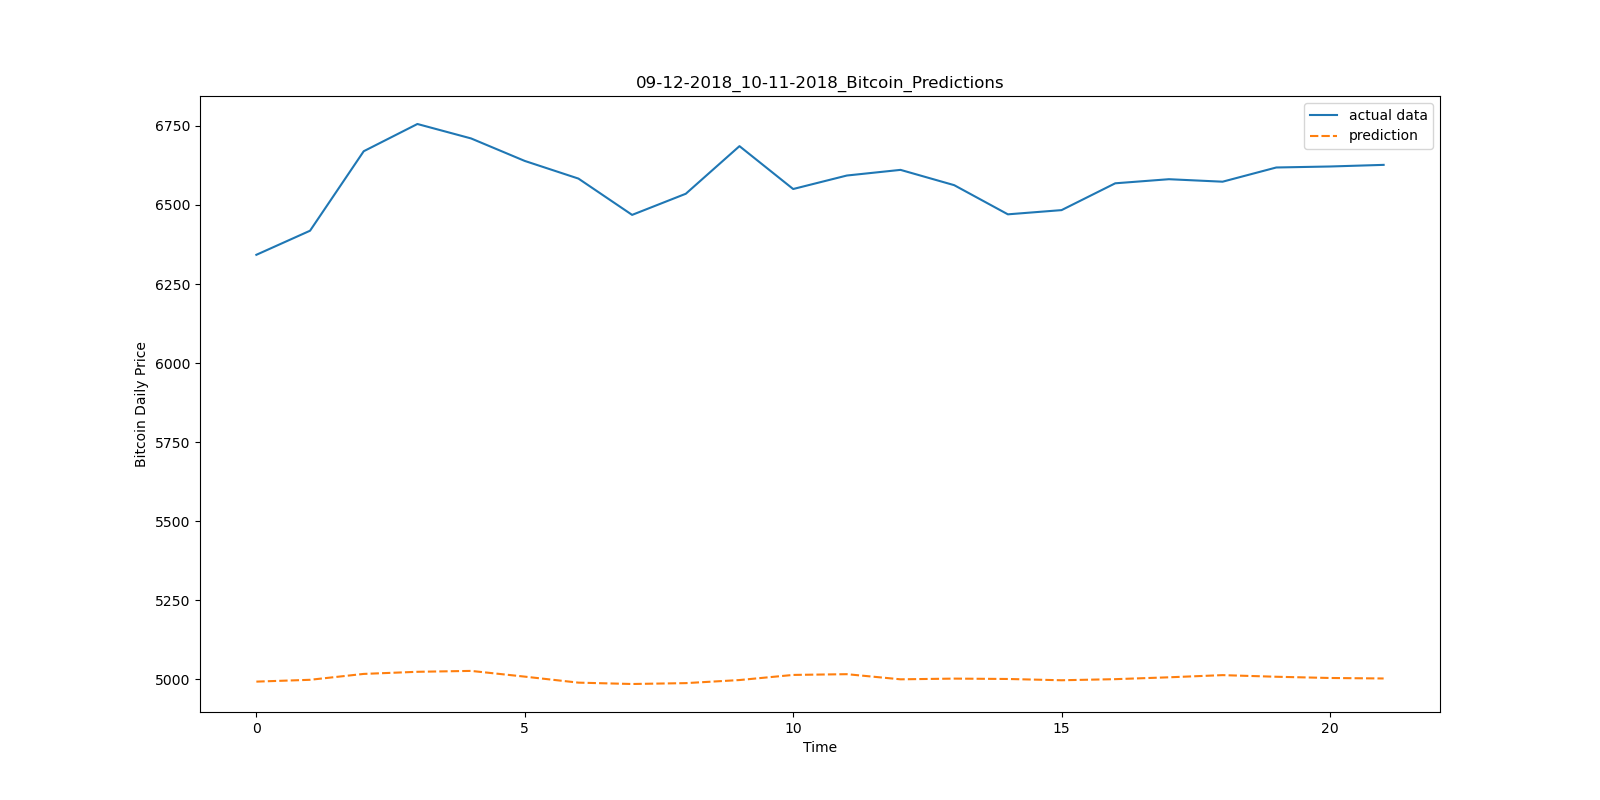 09-12-2018_10-11-2018_Bitcoin_Predictions
actual data
prediction
6750
6500
6250
6000
5750
5500
5250
5000
Bitcoin Daily Price
0 5 10 15 20
Time